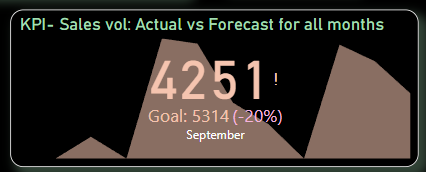 KPI- Sales vol: Actual vs Forecast for all months
4251!
Goal: 5314 (-20%)
September